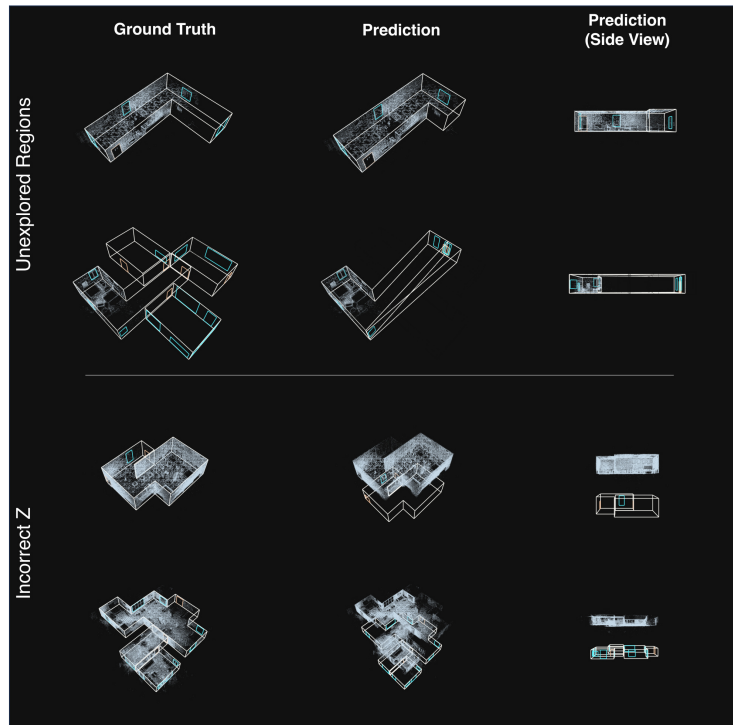 Ground Truth
Prediction
Prediction
(Side View)
Unexplored Regions
Incorrect Z